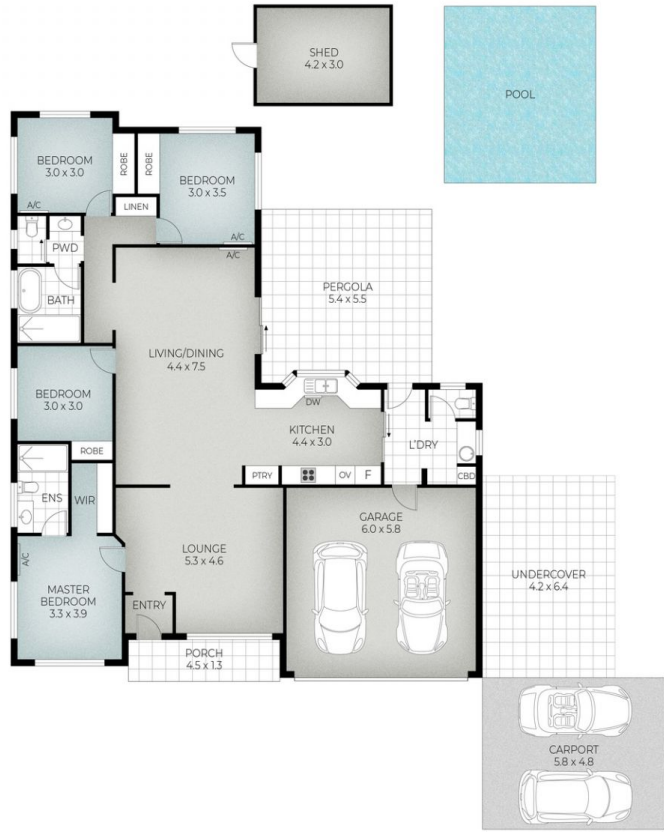 SHED
4.2 x 3.0
POOL
BEDROOM
3.0 x 3.0
ROBE
ROBE
BEDROOM
3.0 x 3.5
A/C
LINEN
A/C
PWD
A/C
BATH
PERGOLA
5.4 x 5.5
LIVING/DINING
4.4 x 7.5
BEDROOM
3.0 x 3.0
DW
KITCHEN
4.4 x 3.0
L'DRY
ROBE
PTRY
OV
F
CBD
ENS
WIR
GARAGE
6.0 x 5.8
LOUNGE
5.3 x 4.6
A/C
MASTER
BEDROOM
3.3 x 3.9
ENTRY
UNDERCOVER
4.2 x 6.4
PORCH
4.5 x 1.3
CARPORT
5.8 x 4.8